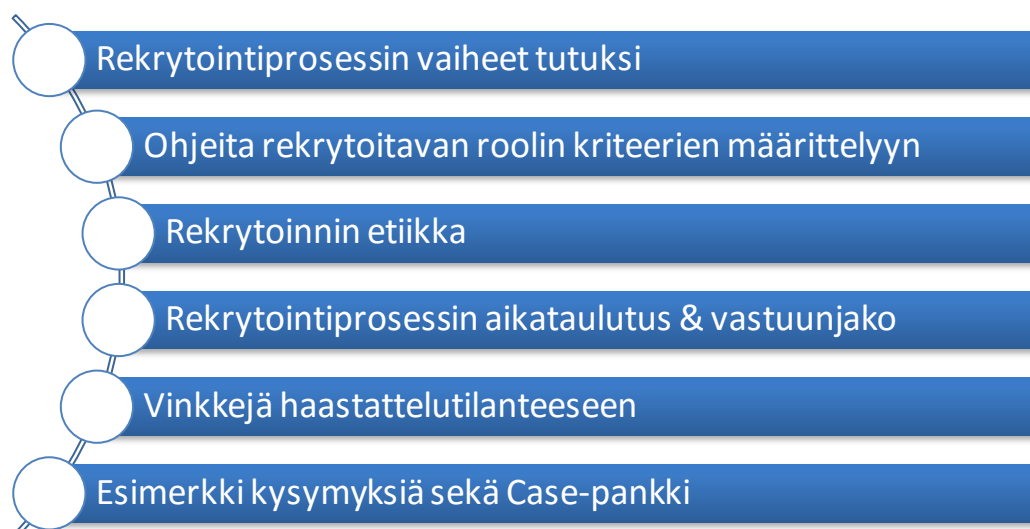 Rekrytointiprosessin vaiheet tutuksi
Ohjeita rekrytoitavan roolin kriteerien määrittelyyn
Rekrytoinnin etiikka
Rekrytointiprosessin aikataulutus & vastuunjako
Vinkkejä haastattelutilanteeseen
Esimerkki kysymyksiä sekä Case-pankki